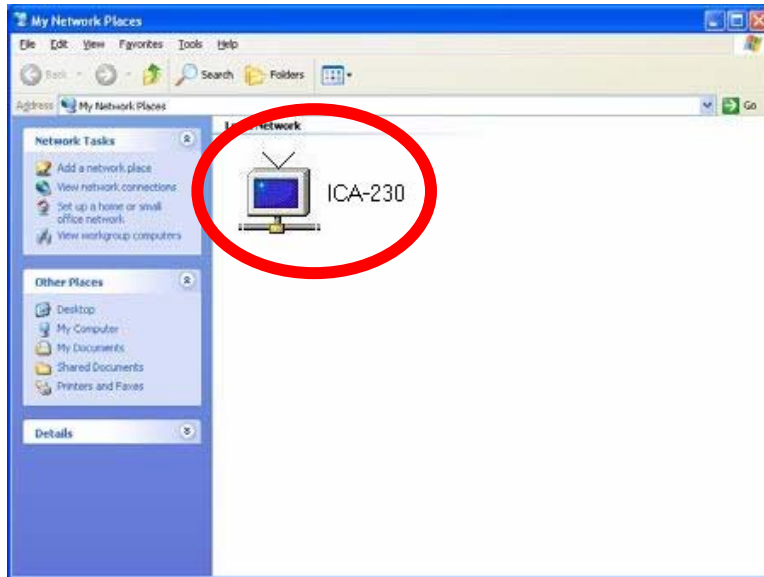 My Network Places
File Edit View Favorites Tools Help
Back Search Folders
Address My Network Places Go
Local Network
ICA-230
Network Tasks
Add a network place
View network connections
Set up a home or small
office network
View workgroup computers
Other Places
Desktop
My Computer
My Documents
Shared Documents
Printers and Faxes
Details